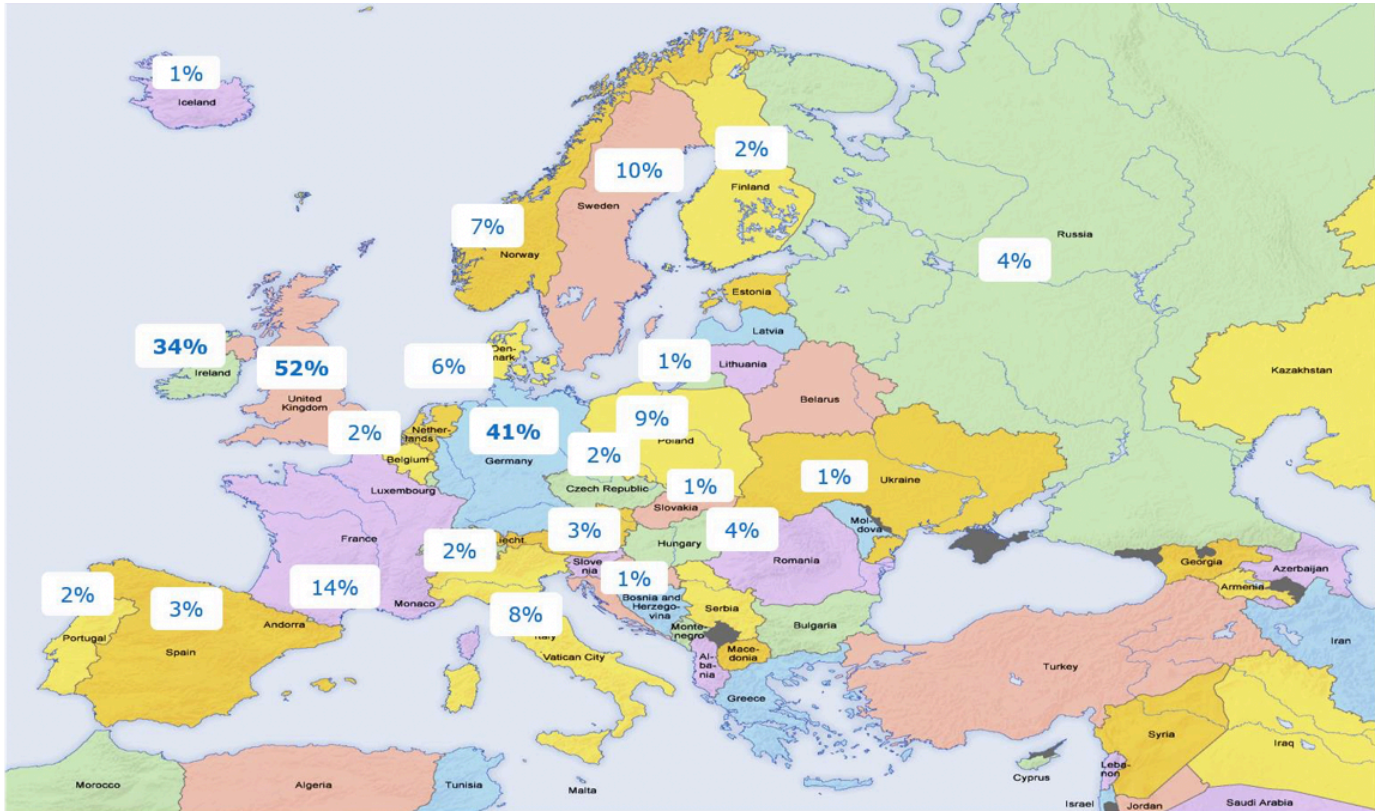 1%
Iceland
2%
10%
Finland
Sweden
7%
Norway
Russia
4%
Estonia
Latvia
34%
Ireland
52%
United
Kingdom
6%
Den-
mark
1%
Lithuania
Belarus
Kazakhstan
2%
Nether-
lands
Belgium
41%
Germany
9%
Poland
2%
Czech Republic
1%
Slovakia
1%
Ukraine
Luxembourg
France
2%
iecht
3%
Hungary
4%
Mol-
dova
Romania
Slove-
nia
1%
Bosnia and
Herzego-
vina
Serbia
Georgia
Azerbaijan
Armenia
2%
Portugal
3%
Spain
Andorra
14%
Monaco
8%
Italy
Vatican City
Monte-
negro
Bulgaria
Mace-
donia
Al-
ba-
nia
Greece
Turkey
Iran
Syria
Iraq
Cyprus
Leba-
non
Israel
Jordan
Saudi Arabia
Morocco
Algeria
Tunisia
Malta